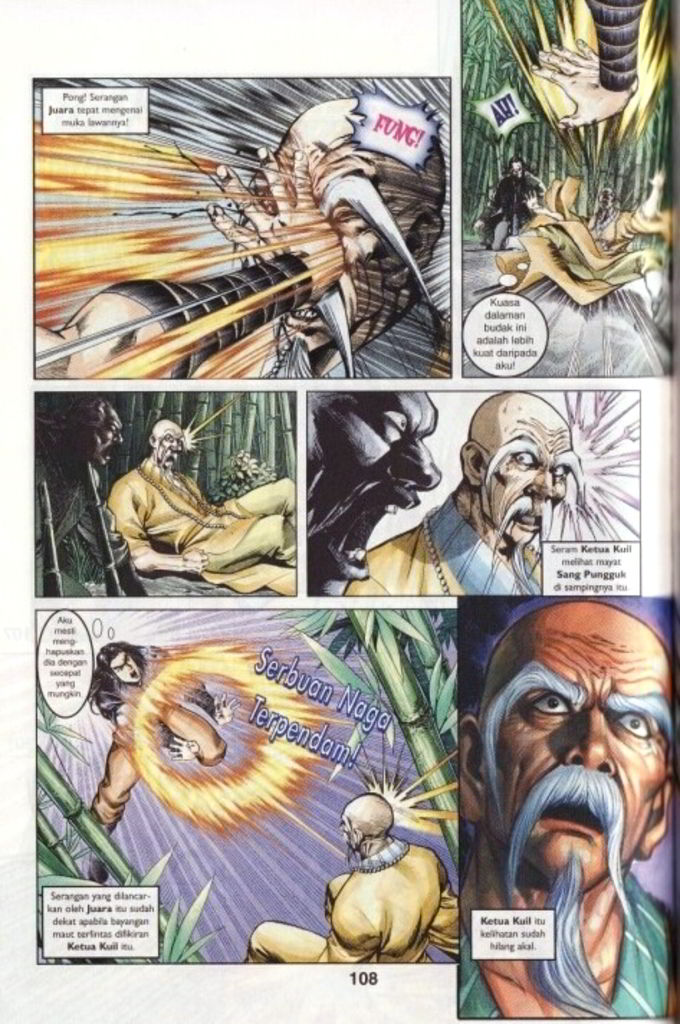 Pong! Serangan
Juara tepat mengenai
muka lawannya!
FUNG!
AH!
Kuasa
dalaman
budak ini
adalah lebih
kuat daripada
aku!
Seram Ketua Kuil
melihat
Sang Pungguk
di sampingnya itu.
Aku
mesti
meng-
hapuskan
dia dengan
secepat
yang
mungkin.
Serbuan Naga
Terpendam!
Serangan yang dilancar-
kan oleh Juara itu sudah
dekat apabila bayangan
maut terlintas difikiran
Ketua Kuil itu.
Ketua Kuil itu
kelihatan sudah
hilang akal.
108